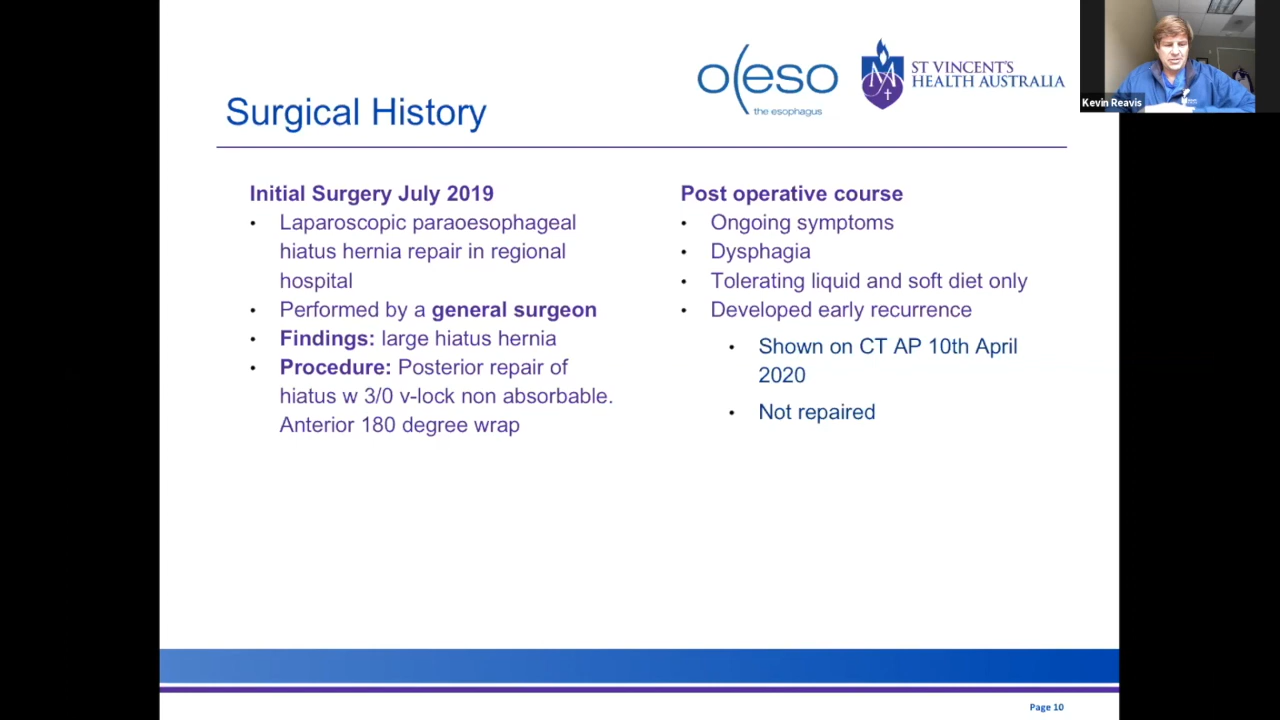 oeso
the esophagus
ST VINCENT'S
HEALTH AUSTRALIA
Kevin Reavis
Surgical History
Initial Surgery July 2019
• Laparoscopic paraoesophageal
hiatus hernia repair in regional
hospital
• Performed by a general surgeon
• Findings: large hiatus hernia
• Procedure: Posterior repair of
hiatus w 3/0 v-lock non absorbable.
Anterior 180 degree wrap
Post operative course
• Ongoing symptoms
• Dysphagia
• Tolerating liquid and soft diet only
• Developed early recurrence
• Shown on CT AP 10th April
2020
• Not repaired
Page 10